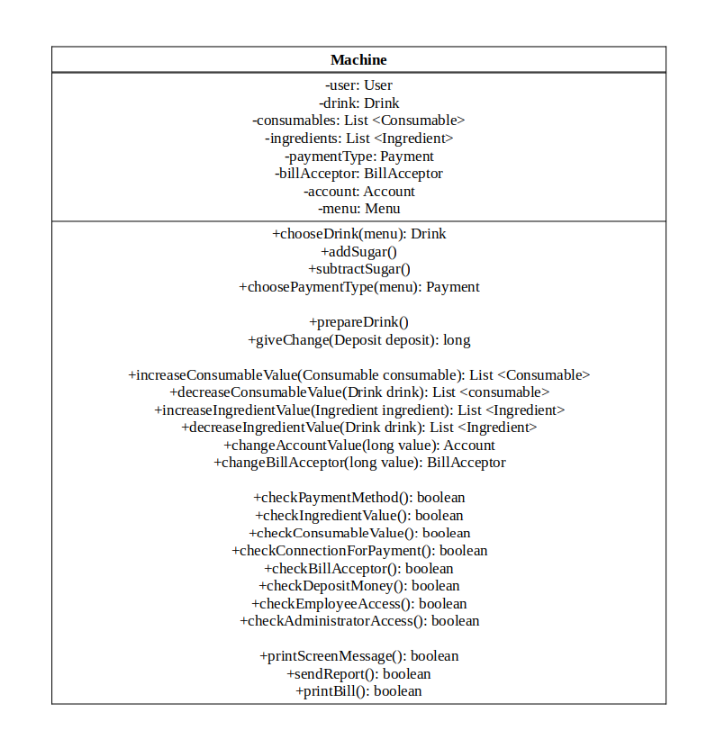 Machine
-user: User
-drink: Drink
-consumables: List <Consumable>
-ingredients: List <Ingredient>
-paymentType: Payment
-billAcceptor: BillAcceptor
-account: Account
-menu: Menu
+chooseDrink(menu): Drink
+addSugar()
+subtractSugar()
+choosePaymentType(menu): Payment
+prepareDrink()
+giveChange(Deposit deposit): long
+increaseConsumableValue(Consumable consumable): List <Consumable>
+decreaseConsumableValue(Drink drink): List <consumable>
+increaseIngredientValue(Ingredient ingredient): List <Ingredient>
+decreaseIngredientValue(Drink drink): List <Ingredient>
+changeAccountValue(long value): Account
+changeBillAcceptor(long value): BillAcceptor
+checkPaymentMethod(): boolean
+checkIngredientValue(): boolean
+checkConsumableValue(): boolean
+checkConnectionForPayment(): boolean
+checkBillAcceptor(): boolean
+checkDepositMoney(): boolean
+checkEmployeeAccess(): boolean
+checkAdministratorAccess(): boolean
+printScreenMessage(): boolean
+sendReport(): boolean
+printBill(): boolean